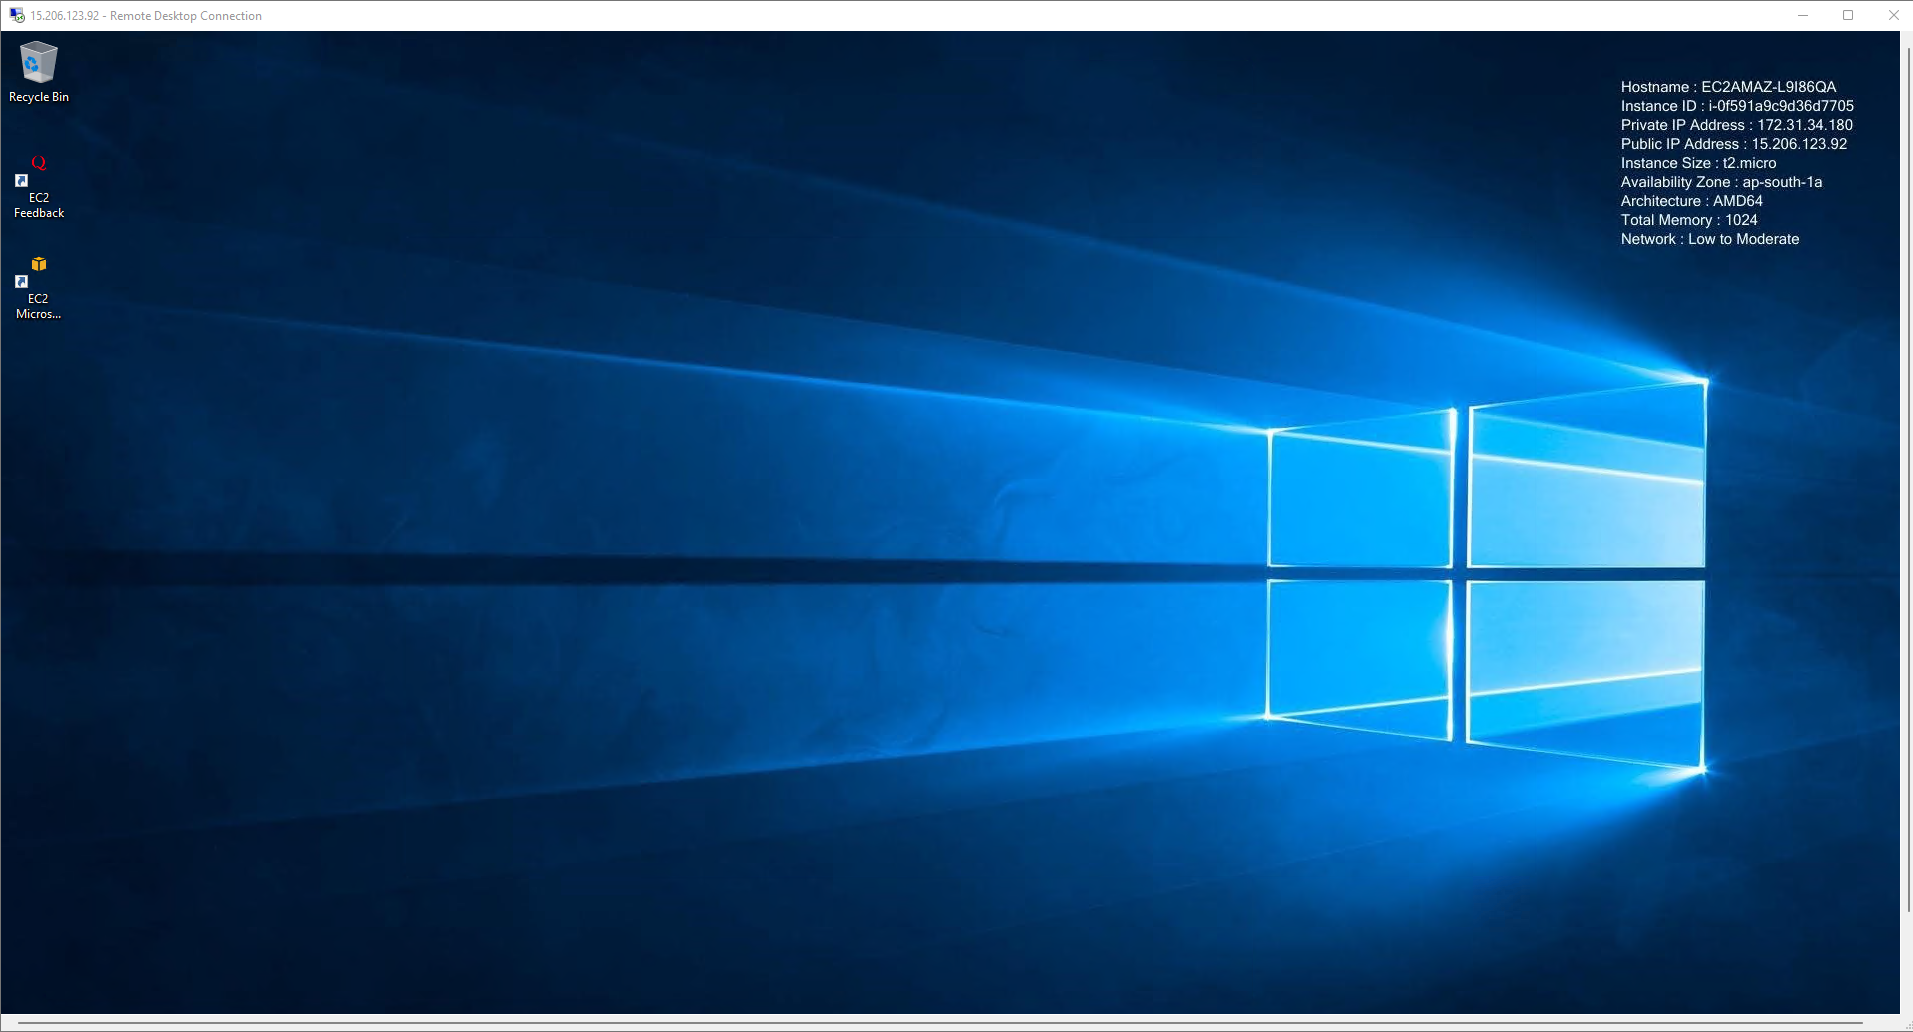 15.206.123.92 - Remote Desktop Connection
Recycle Bin
EC2
Feedback
EC2
Micros...
Hostname : EC2AMAZ-L9I86QA
Instance ID : i-0f591a9c9d36d7705
Private IP Address : 172.31.34.180
Public IP Address : 15.206.123.92
Instance Size : t2.micro
Availability Zone : ap-south-1a
Architecture : AMD64
Total Memory : 1024
Network : Low to Moderate